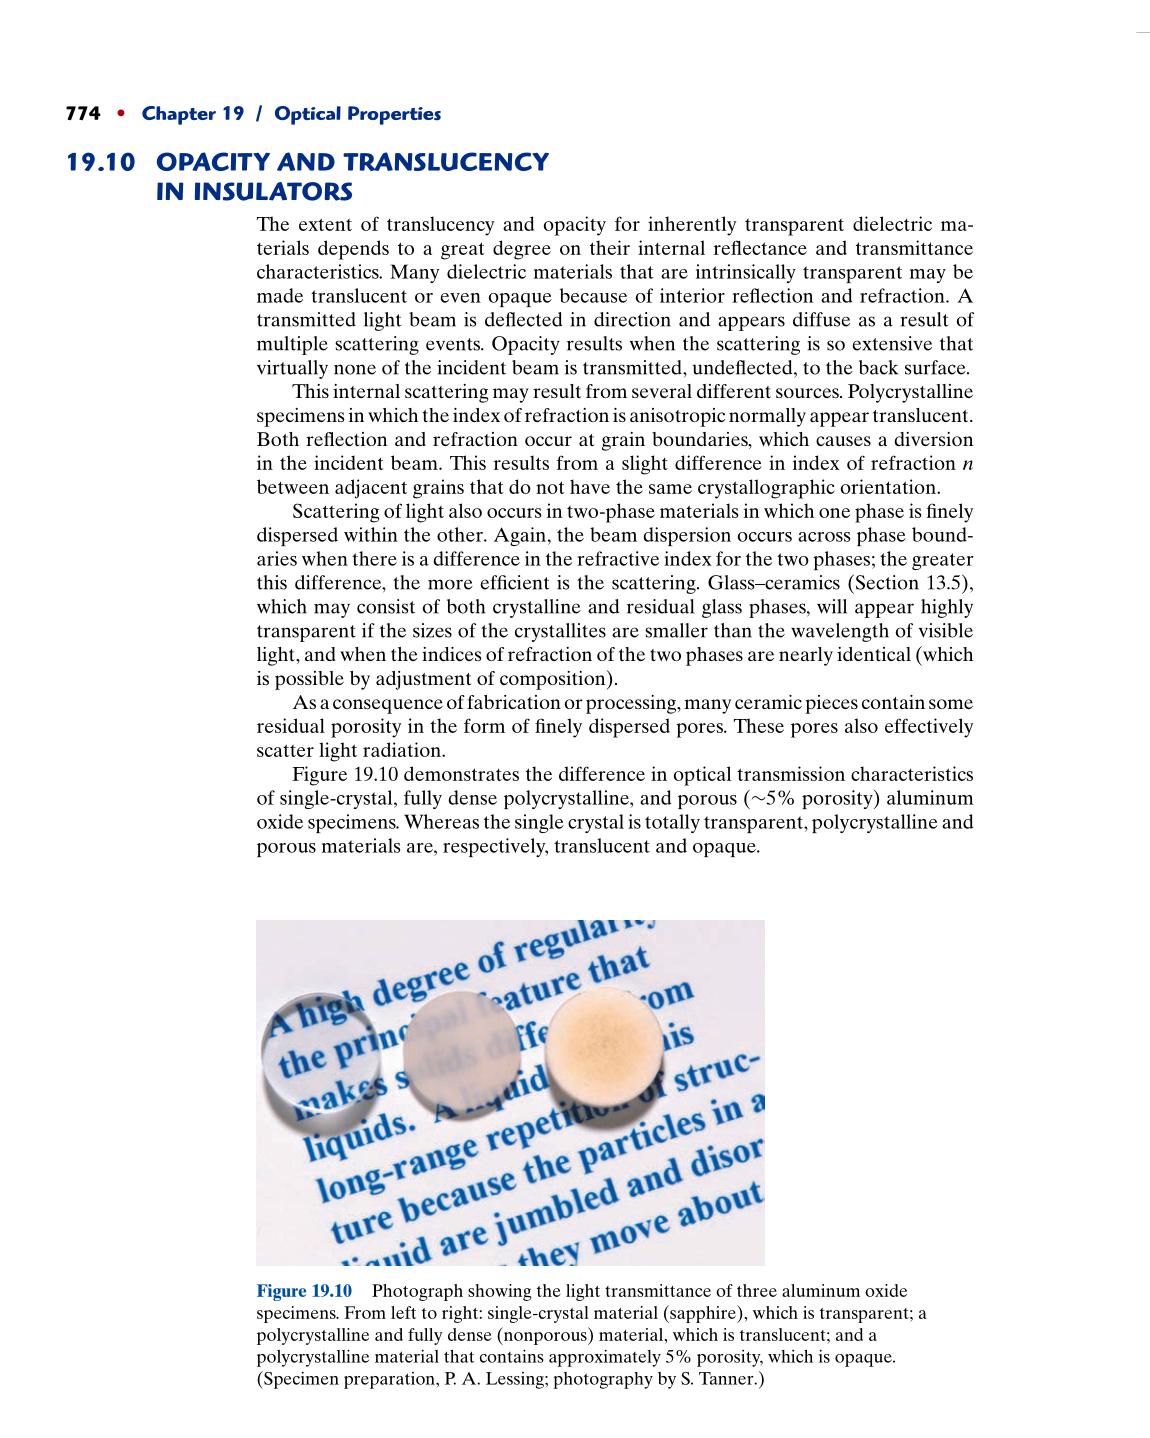 774 • Chapter 19 / Optical Properties
19.10 OPACITY AND TRANSLUCENCY
IN INSULATORS
The extent of translucency and opacity for inherently transparent dielectric ma-
terials depends to a great degree on their internal reflectance and transmittance
characteristics. Many dielectric materials that are intrinsically transparent may be
made translucent or even opaque because of interior reflection and refraction. A
transmitted light beam is deflected in direction and appears diffuse as a result of
multiple scattering events. Opacity results when the scattering is so extensive that
virtually none of the incident beam is transmitted, undeflected, to the back surface.
This internal scattering may result from several different sources. Polycrystalline
specimens in which the index of refraction is anisotropic normally appear translucent.
Both reflection and refraction occur at grain boundaries, which causes a diversion
in the incident beam. This results from a slight difference in index of refraction n
between adjacent grains that do not have the same crystallographic orientation.
Scattering of light also occurs in two-phase materials in which one phase is finely
dispersed within the other. Again, the beam dispersion occurs across phase bound-
aries when there is a difference in the refractive index for the two phases; the greater
this difference, the more efficient is the scattering. Glass–ceramics (Section 13.5),
which may consist of both crystalline and residual glass phases, will appear highly
transparent if the sizes of the crystallites are smaller than the wavelength of visible
light, and when the indices of refraction of the two phases are nearly identical (which
is possible by adjustment of composition).
As a consequence of fabrication or processing, many ceramic pieces contain some
residual porosity in the form of finely dispersed pores. These pores also effectively
scatter light radiation.
Figure 19.10 demonstrates the difference in optical transmission characteristics
of single-crystal, fully dense polycrystalline, and porous (~5% porosity) aluminum
oxide specimens. Whereas the single crystal is totally transparent, polycrystalline and
porous materials are, respectively, translucent and opaque.
A high degree of regularity
the principal feature that
makes solids differ from
liquids. A liquid is
long-range repetition of struc-
ture because the particles in a
liquid are jumbled and disor
they move about
Figure 19.10 Photograph showing the light transmittance of three aluminum oxide
specimens. From left to right: single-crystal material (sapphire), which is transparent; a
polycrystalline and fully dense (nonporous) material, which is translucent; and a
polycrystalline material that contains approximately 5% porosity, which is opaque.
(Specimen preparation, P. A. Lessing; photography by S. Tanner.)